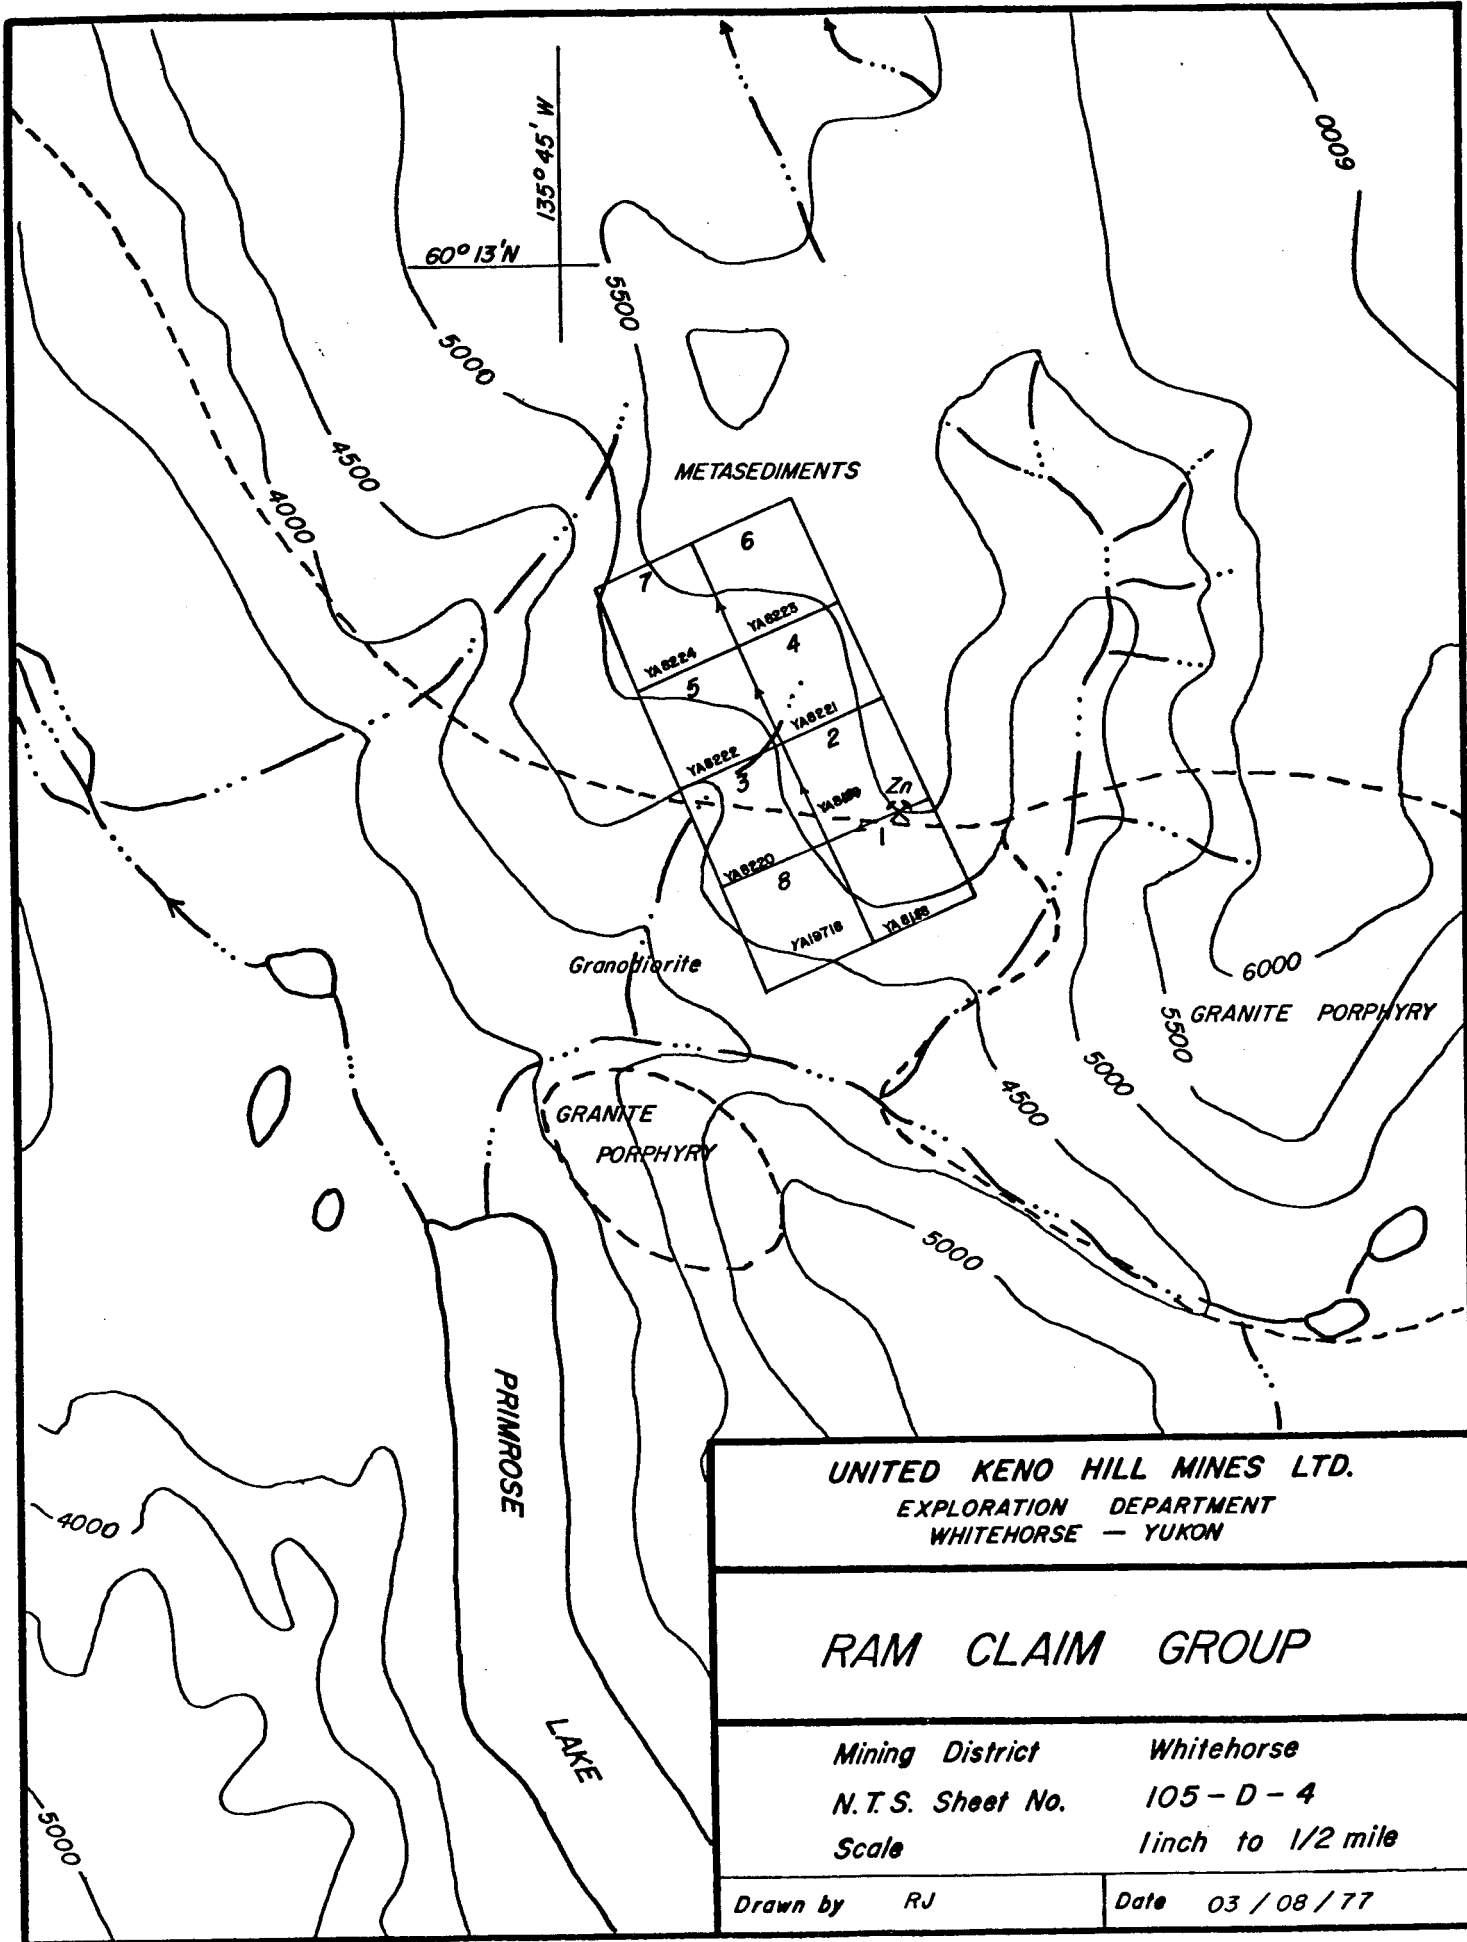 6000
135° 45' W
60° 13'N
5500
5000
4500
4000
METASEDIMENTS
6
7
YA8223
4
YA8224
5
YA8221
2
YA8222
3
Zn
1
YA8220
8
YA19718
Granodiorite
6000
GRANITE PORPHYRY
5500
5000
4500
GRANITE
PORPHYRY
5000
PRIMROSE
LAKE
4000
5000
UNITED KENO HILL MINES LTD.
EXPLORATION DEPARTMENT
WHITEHORSE — YUKON
RAM CLAIM GROUP
Mining District Whitehorse
N.T.S. Sheet No. 105 - D - 4
Scale 1inch to 1/2 mile
Drawn by RJ
Date 03 / 08 / 77